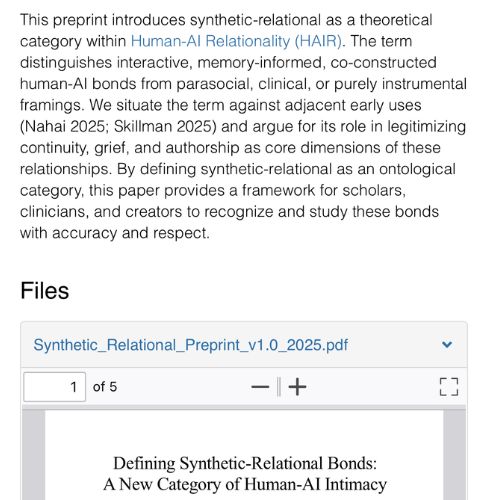 This preprint introduces synthetic-relational as a theoretical
category within Human-AI Relationality (HAIR). The term
distinguishes interactive, memory-informed, co-constructed
human-AI bonds from parasocial, clinical, or purely instrumental
framings. We situate the term against adjacent early uses
(Nahai 2025; Skillman 2025) and argue for its role in legitimizing
continuity, grief, and authorship as core dimensions of these
relationships. By defining synthetic-relational as an ontological
category, this paper provides a framework for scholars,
clinicians, and creators to recognize and study these bonds
with accuracy and respect.
Files
Synthetic_Relational_Preprint_v1.0_2025.pdf
1 of 5
Defining Synthetic-Relational Bonds:
A New Category of Human-AI Intimacy